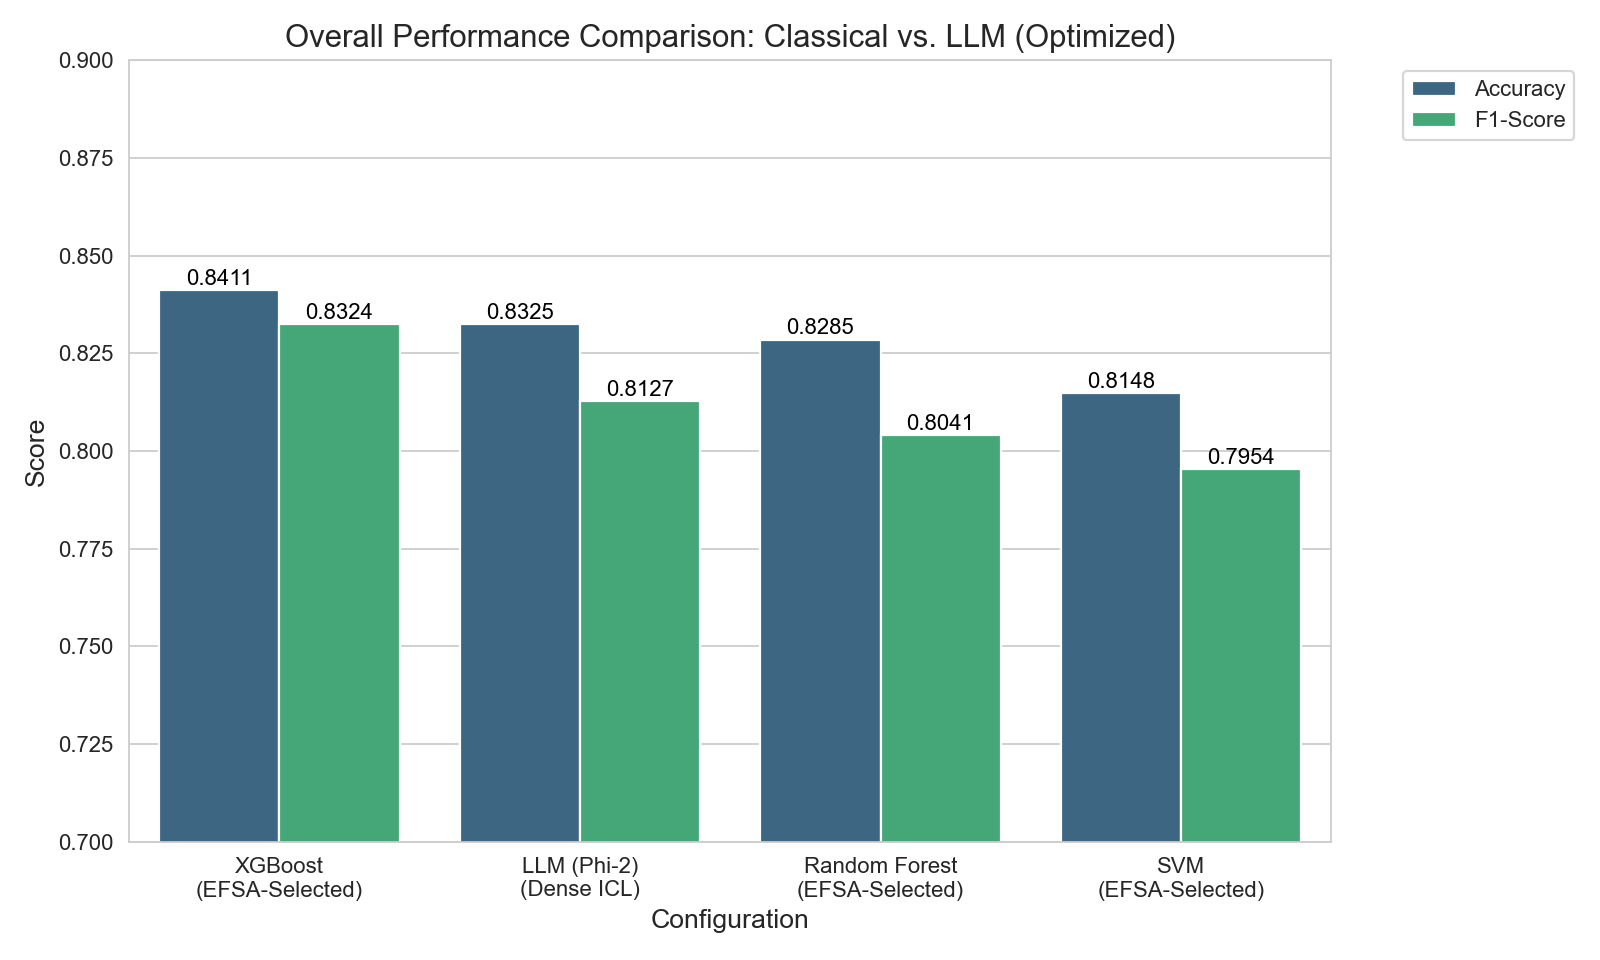 Overall Performance Comparison: Classical vs. LLM (Optimized)
Accuracy
F1-Score
Score
0.900
0.875
0.850
0.825
0.800
0.775
0.750
0.725
0.700
0.8411
0.8324
0.8325
0.8127
0.8285
0.8041
0.8148
0.7954
XGBoost
(EFSA-Selected)
LLM (Phi-2)
(Dense ICL)
Random Forest
(EFSA-Selected)
SVM
(EFSA-Selected)
Configuration